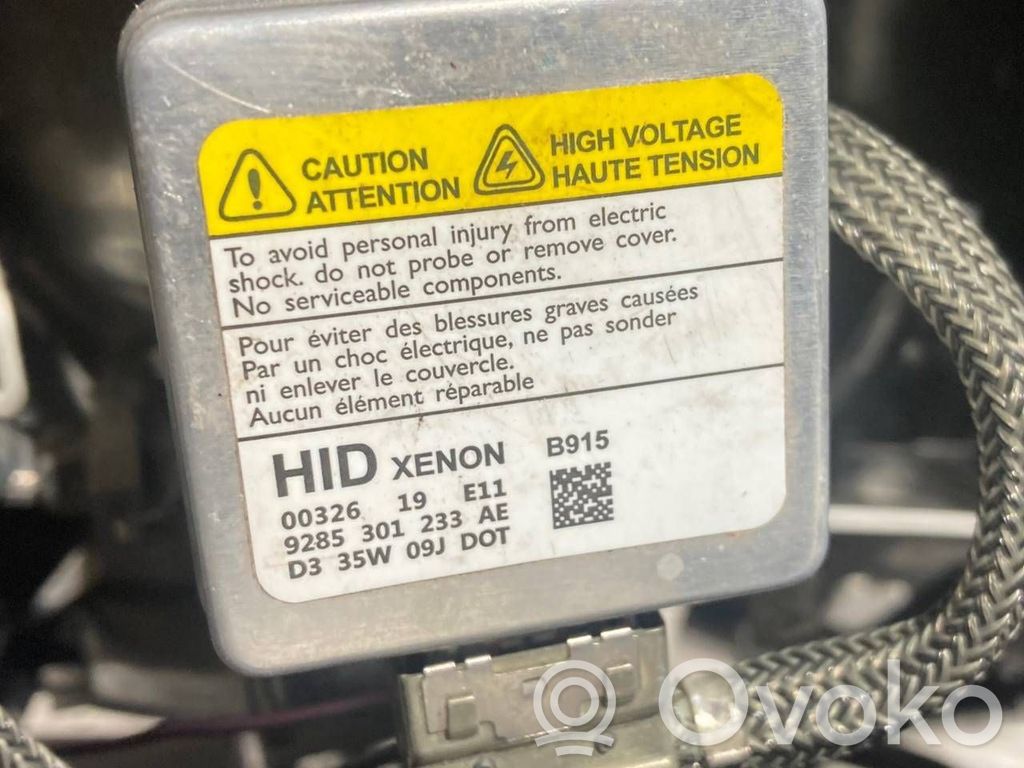 CAUTION
ATTENTION
HIGH VOLTAGE
HAUTE TENSION
To avoid personal injury from electric
shock. do not probe or remove cover.
No serviceable components.
Pour éviter des blessures graves causées
Par un choc électrique, ne pas sonder
ni enlever le couvercle.
Aucun élément réparable
HID XENON B915
00326 19 E11
9285 301 233 AE
D3 35W 09J DOT
Ovoko